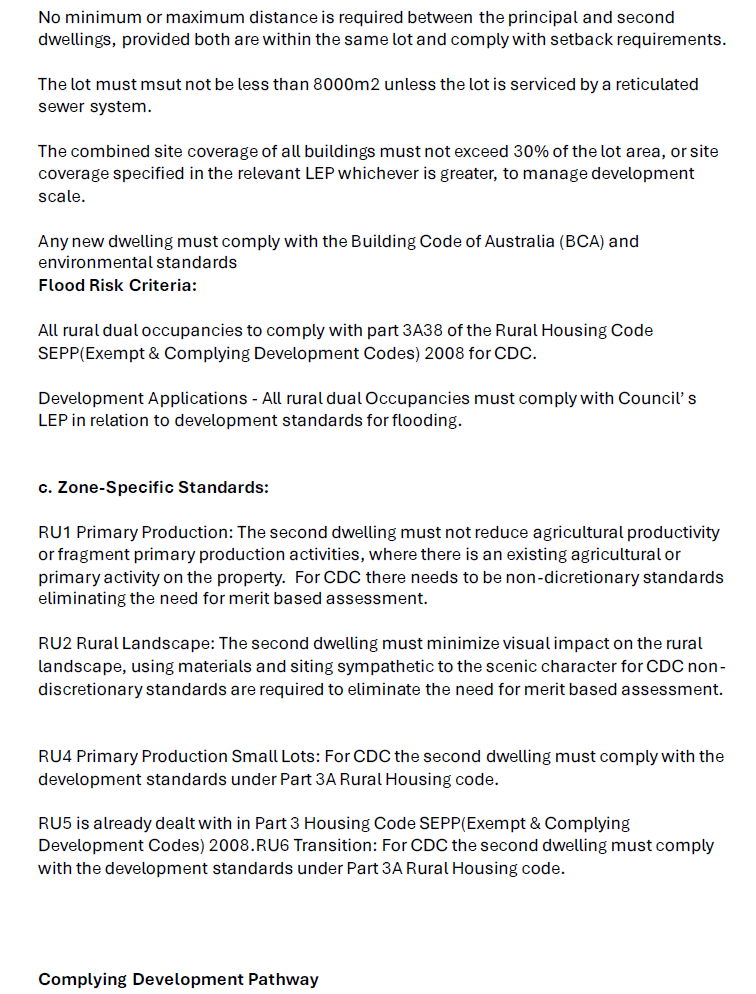 No minimum or maximum distance is required between the principal and second
dwellings, provided both are within the same lot and comply with setback requirements.
The lot must msut not be less than 8000m2 unless the lot is serviced by a reticulated
sewer system.
The combined site coverage of all buildings must not exceed 30% of the lot area, or site
coverage specified in the relevant LEP whichever is greater, to manage development
scale.
Any new dwelling must comply with the Building Code of Australia (BCA) and
environmental standards
Flood Risk Criteria:
All rural dual occupancies to comply with part 3A38 of the Rural Housing Code
SEPP(Exempt & Complying Development Codes) 2008 for CDC.
Development Applications - All rural dual Occupancies must comply with Council’ s
LEP in relation to development standards for flooding.
c. Zone-Specific Standards:
RU1 Primary Production: The second dwelling must not reduce agricultural productivity
or fragment primary production activities, where there is an existing agricultural or
primary activity on the property.  For CDC there needs to be non-dicretionary standards
eliminating the need for merit based assessment.
RU2 Rural Landscape: The second dwelling must minimize visual impact on the rural
landscape, using materials and siting sympathetic to the scenic character for CDC non-
discretionary standards are required to eliminate the need for merit based assessment.
RU4 Primary Production Small Lots: For CDC the second dwelling must comply with the
development standards under Part 3A Rural Housing code.
RU5 is already dealt with in Part 3 Housing Code SEPP(Exempt & Complying
Development Codes) 2008.RU6 Transition: For CDC the second dwelling must comply
with the development standards under Part 3A Rural Housing code.
Complying Development Pathway